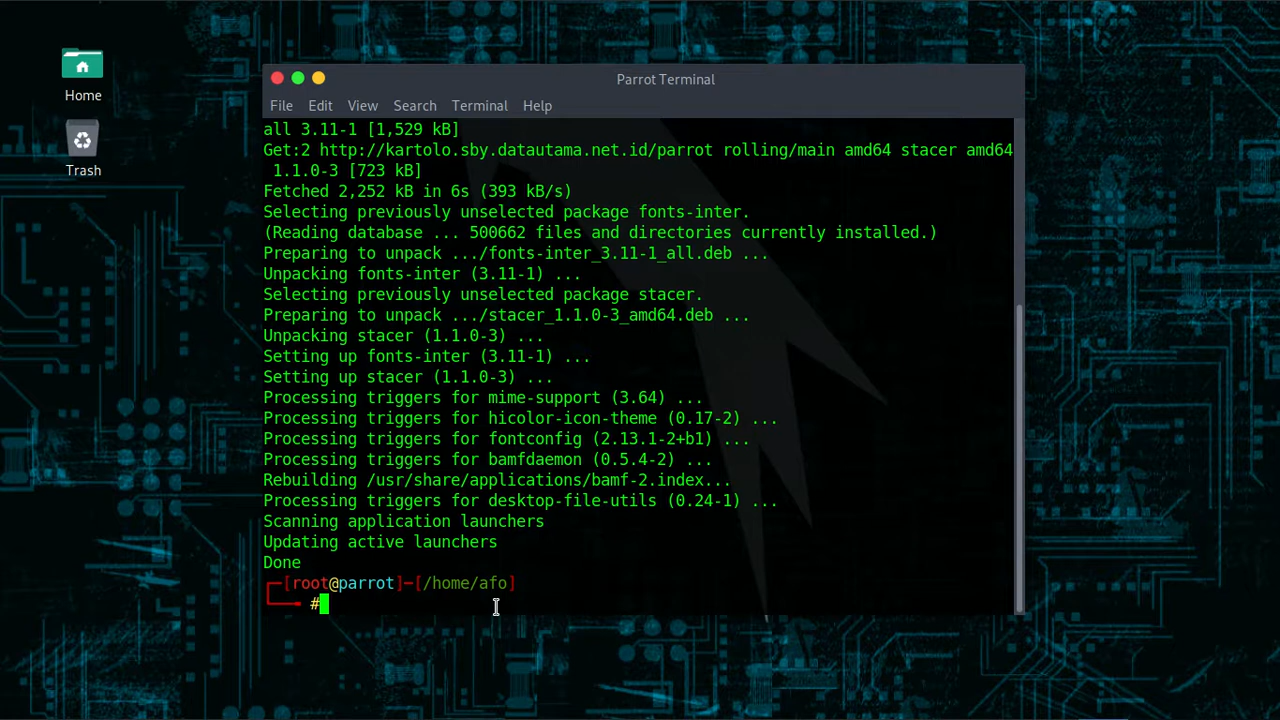 Home
Trash
Parrot Terminal
File Edit View Search Terminal Help
all 3.11-1 [1,529 kB]
Get:2 http://kartolo.sby.datautama.net.id/parrot rolling/main amd64 stacer amd64
 1.1.0-3 [723 kB]
Fetched 2,252 kB in 6s (393 kB/s)
Selecting previously unselected package fonts-inter.
(Reading database ... 500662 files and directories currently installed.)
Preparing to unpack .../fonts-inter_3.11-1_all.deb ...
Unpacking fonts-inter (3.11-1) ...
Selecting previously unselected package stacer.
Preparing to unpack .../stacer_1.1.0-3_amd64.deb ...
Unpacking stacer (1.1.0-3) ...
Setting up fonts-inter (3.11-1) ...
Setting up stacer (1.1.0-3) ...
Processing triggers for mime-support (3.64) ...
Processing triggers for hicolor-icon-theme (0.17-2) ...
Processing triggers for fontconfig (2.13.1-2+b1) ...
Processing triggers for bamfdaemon (0.5.4-2) ...
Rebuilding /usr/share/applications/bamf-2.index...
Processing triggers for desktop-file-utils (0.24-1) ...
Scanning application launchers
Updating active launchers
Done
┌─[root@parrot]─[/home/afo]
└──╼ #